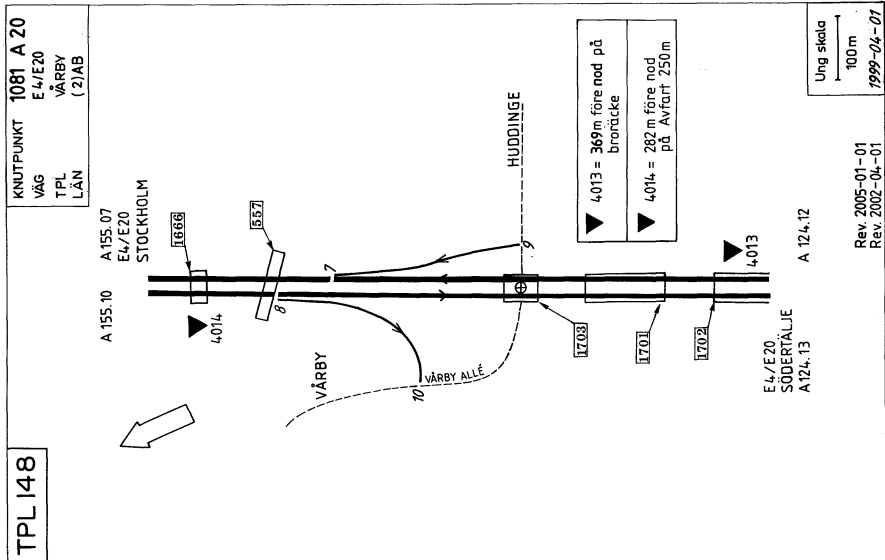 TPL 148
KNUTPUNKT 1081 A 20
VÄG E4/E20
TPL VÅRBY
LÄN (2)AB
A 155.10
A 155.07
E4/E20
STOCKHOLM
1666
4014
557
7
8
VÅRBY
10
VÅRBY ALLÉ
9
HUDDINGE
1703
1701
1702
4013
4013 = 369m före nod på
broräcke
4014 = 282m före nod
på Avfart 250m
E4/E20
SÖDERTÄLJE
A124.13
A 124.12
Ung skala
100m
1999-04-01
Rev. 2005-01-01
Rev. 2002-04-01